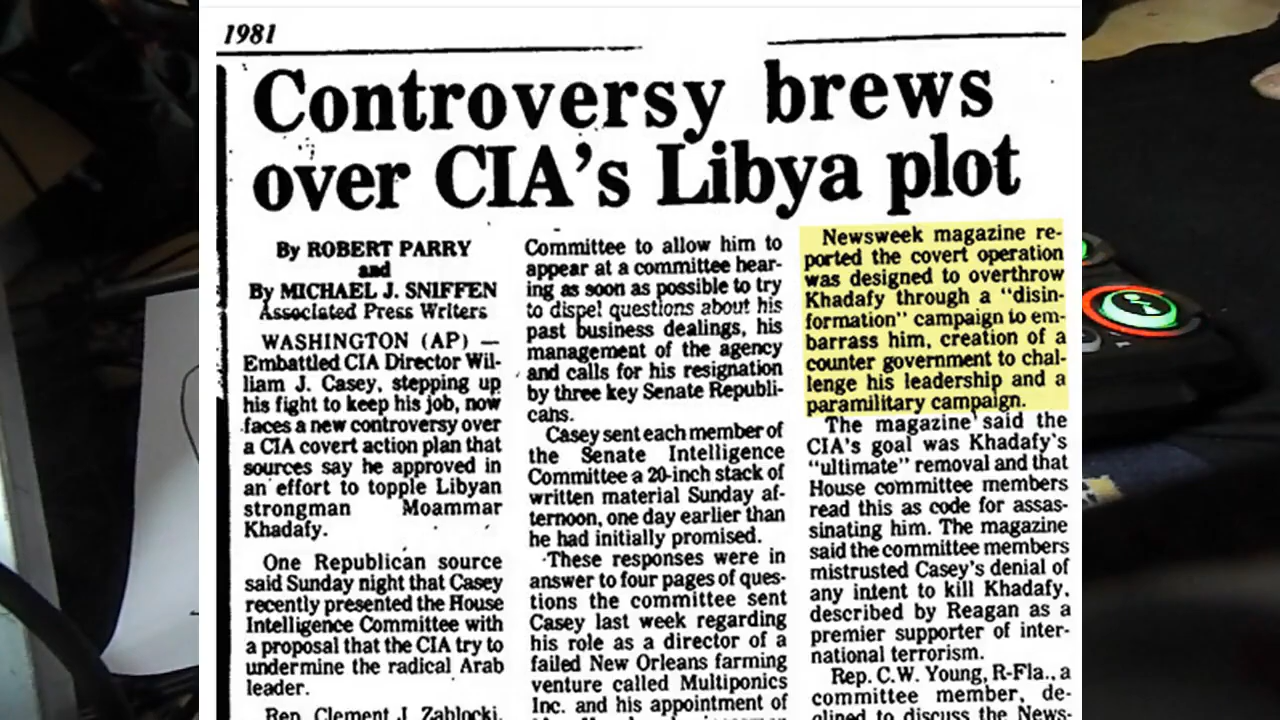 1981
Controversy brews
over CIA's Libya plot
By ROBERT PARRY
and
By MICHAEL J. SNIFFEN
Associated Press Writers
WASHINGTON (AP) —
Embattled CIA Director Wil-
liam J. Casey, stepping up
his fight to keep his job, now
faces a new controversy over
a CIA covert action plan that
sources say he approved in
an effort to topple Libyan
strongman Moammar
Khadafy.
One Republican source
said Sunday night that Casey
recently presented the House
Intelligence Committee with
a proposal that the CIA try to
undermine the radical Arab
leader.
Rep. Clement J. Zablocki,
Committee to allow him to
appear at a committee hear-
ing as soon as possible to try
to dispel questions about his
past business dealings, his
management of the agency
and calls for his resignation
by three key Senate Republi-
cans.
Casey sent each member of
the Senate Intelligence
Committee a 20-inch stack of
written material Sunday af-
ternoon, one day earlier than
he had initially promised.
These responses were in
answer to four pages of ques-
tions the committee sent
Casey last week regarding
his role as a director of a
failed New Orleans farming
venture called Multiponics
Inc. and his appointment of
Newsweek magazine re-
ported the covert operation
was designed to overthrow
Khadafy through a "disin-
formation" campaign to em-
barrass him, creation of a
counter government to chal-
lenge his leadership and a
paramilitary campaign.
The magazine said the
CIA's goal was Khadafy's
"ultimate" removal and that
House committee members
read this as code for assas-
sinating him. The magazine
said the committee members
mistrusted Casey's denial of
any intent to kill Khadafy,
described by Reagan as a
premier supporter of inter-
national terrorism.
Rep. C.W. Young, R-Fla., a
committee member, de-
clined to discuss the News-